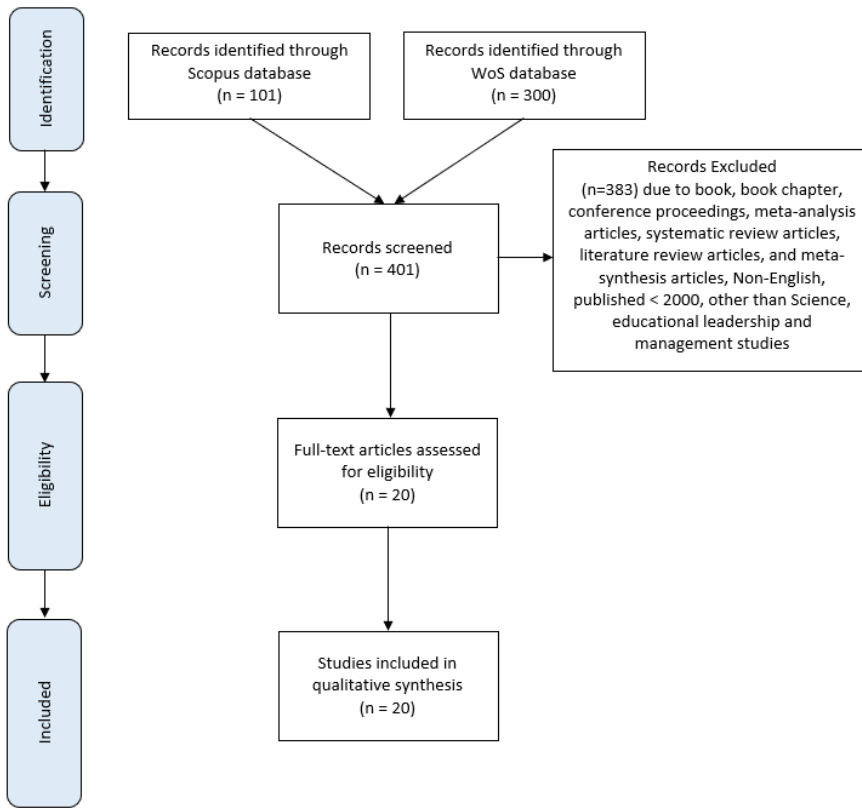 Identification
Records identified through
Scopus database
(n = 101)
Records identified through
WoS database
(n = 300)
Screening
Records screened
(n = 401)
Records Excluded
(n=383) due to book, book chapter,
conference proceedings, meta-analysis
articles, systematic review articles,
literature review articles, and meta-
synthesis articles, Non-English,
published < 2000, other than Science,
educational leadership and
management studies
Eligibility
Full-text articles assessed
for eligibility
(n = 20)
Included
Studies included in
qualitative synthesis
(n = 20)